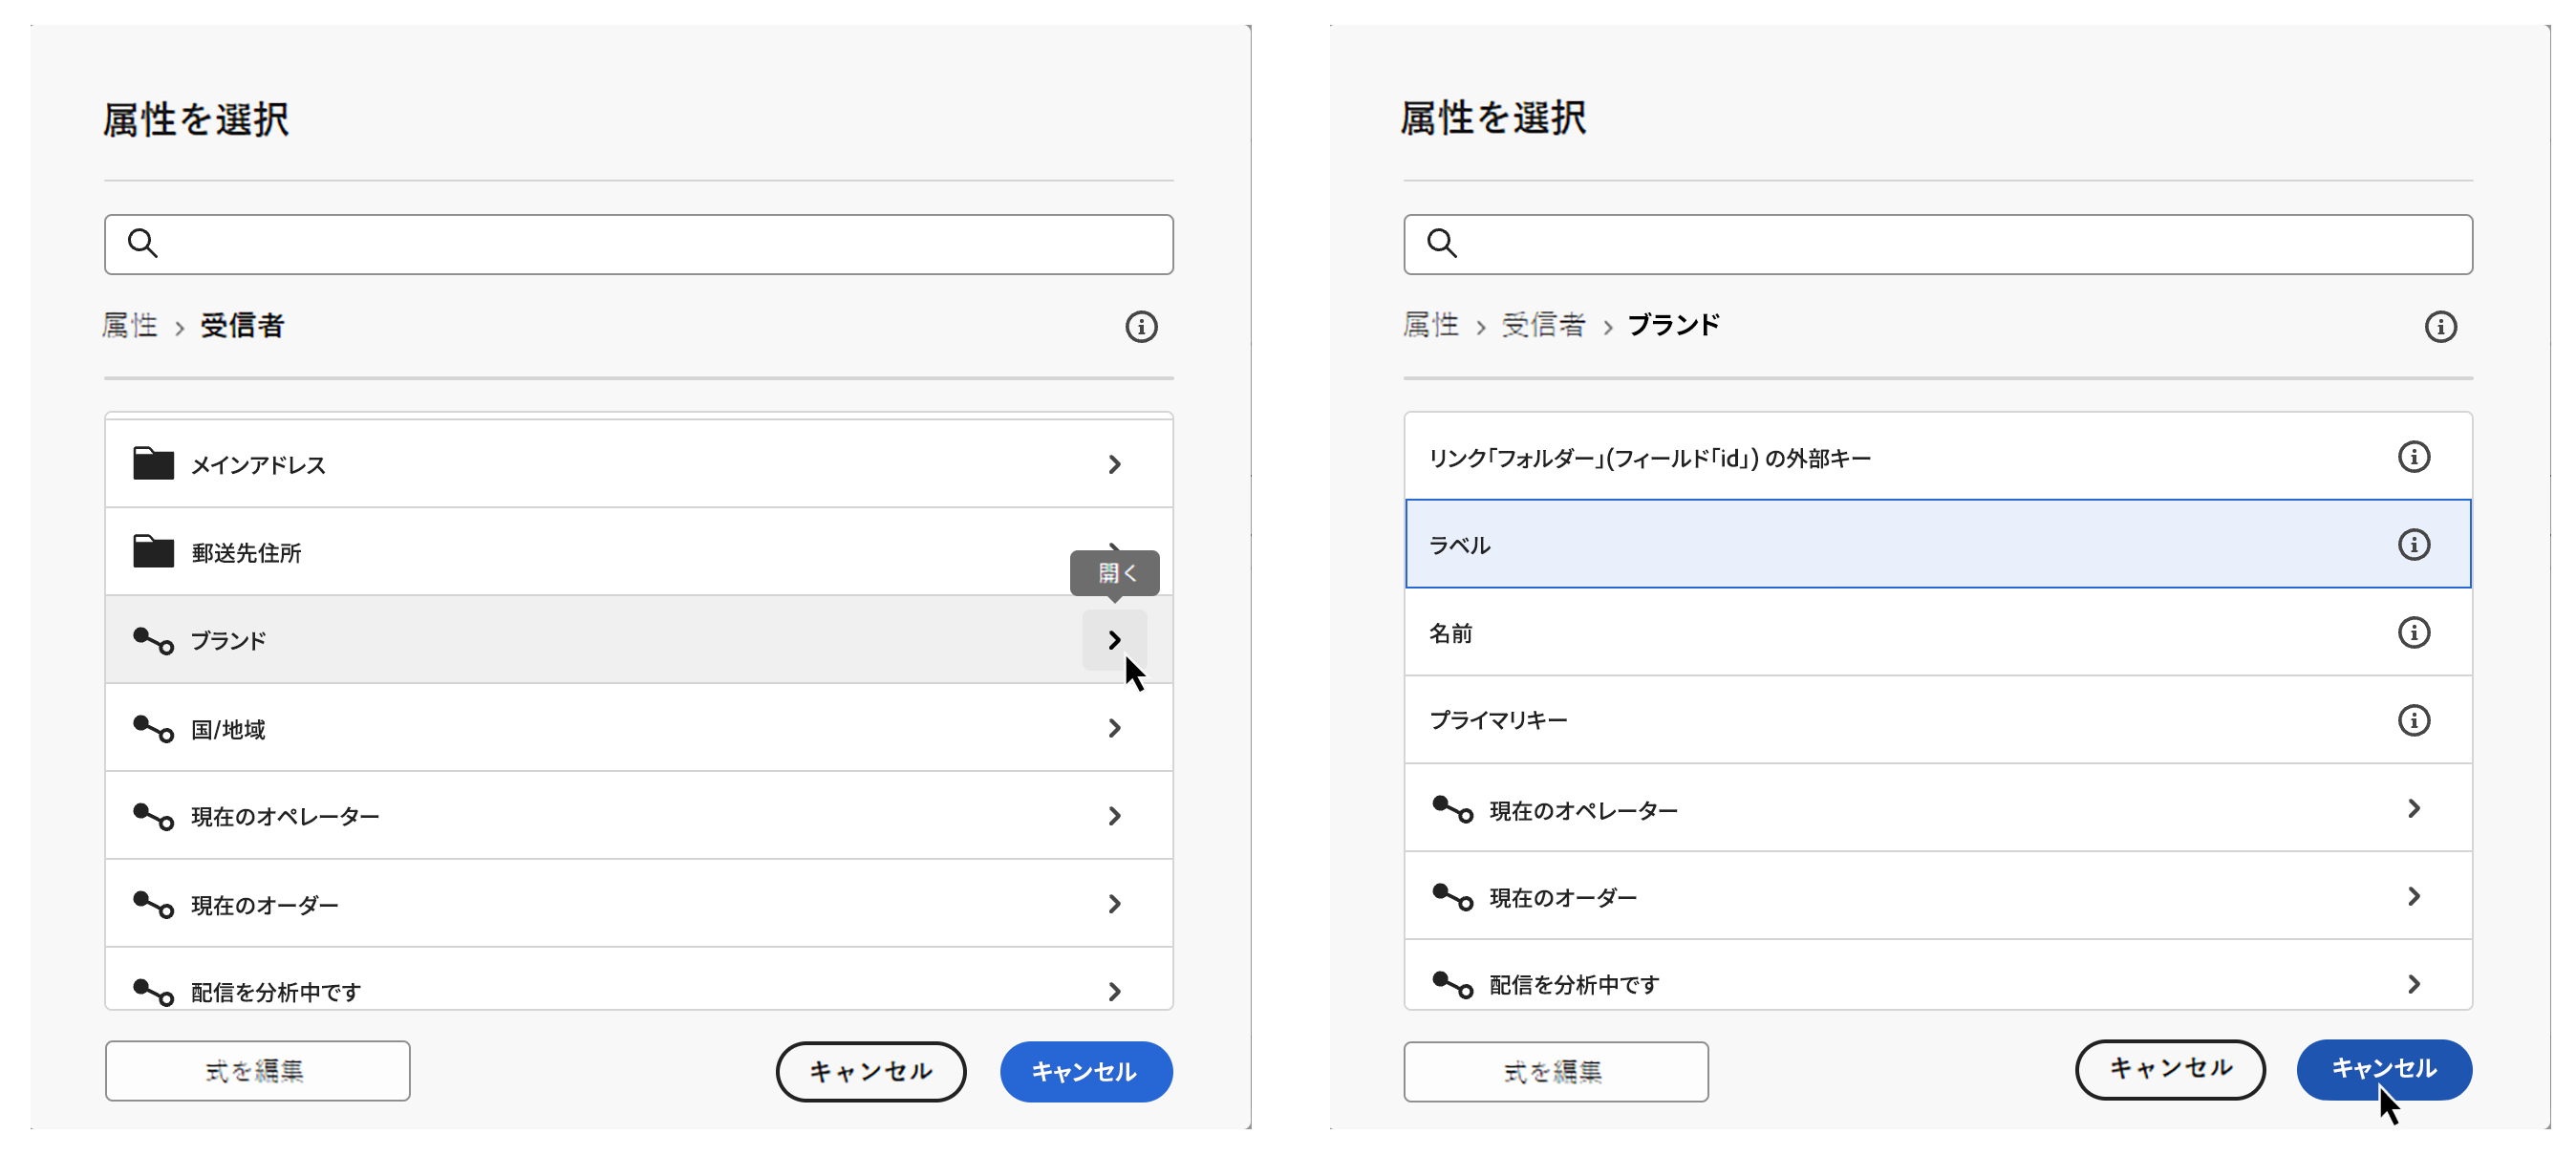 属性を選択
属性 › 受信者
メインアドレス
郵送先住所
開く
ブランド
国/地域
現在のオペレーター
現在のオーダー
配信を分析中です
式を編集
キャンセル
キャンセル
属性を選択
属性 › 受信者 › ブランド
リンク「フォルダー」(フィールド「id」) の外部キー
ラベル
名前
プライマリキー
現在のオペレーター
現在のオーダー
配信を分析中です
式を編集
キャンセル
キャンセル